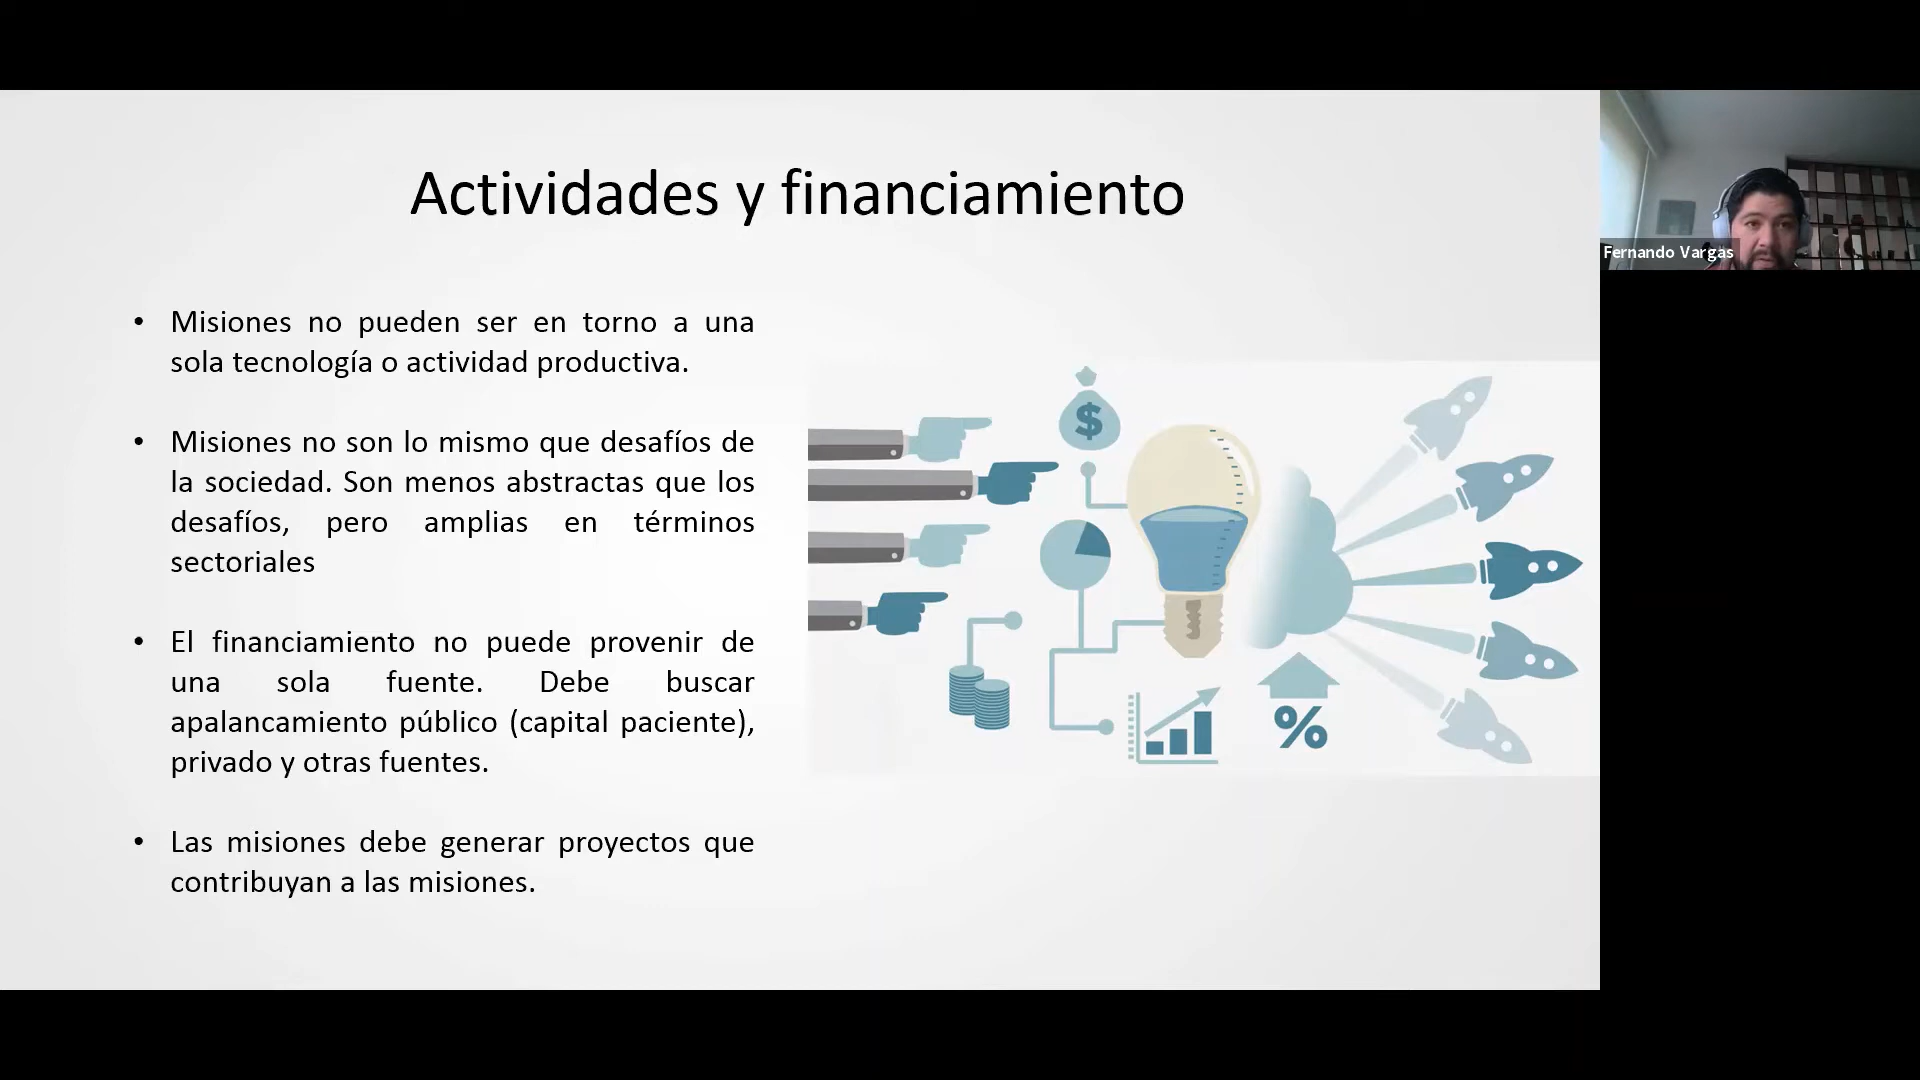 Actividades y financiamiento
• Misiones no pueden ser en torno a una
sola tecnología o actividad productiva.
• Misiones no son lo mismo que desafíos de
la sociedad. Son menos abstractas que los
desafíos, pero amplias en términos
sectoriales
• El financiamiento no puede provenir de
una sola fuente. Debe buscar
apalancamiento público (capital paciente),
privado y otras fuentes.
• Las misiones debe generar proyectos que
contribuyan a las misiones.
$
%
Fernando Vargas